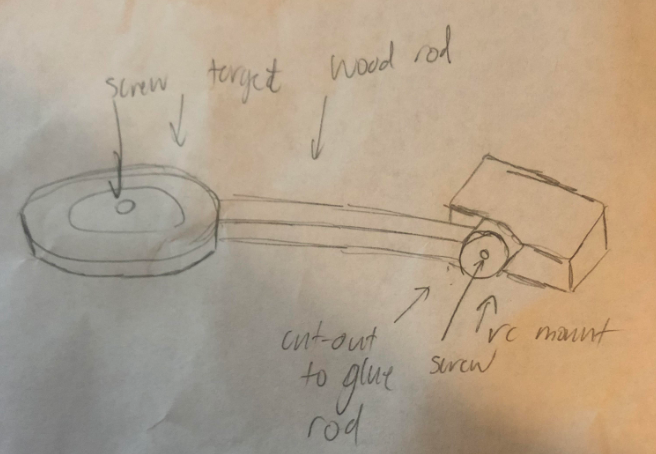 screw target wood rod
cut-out
to glue
rod
screw
rc mount